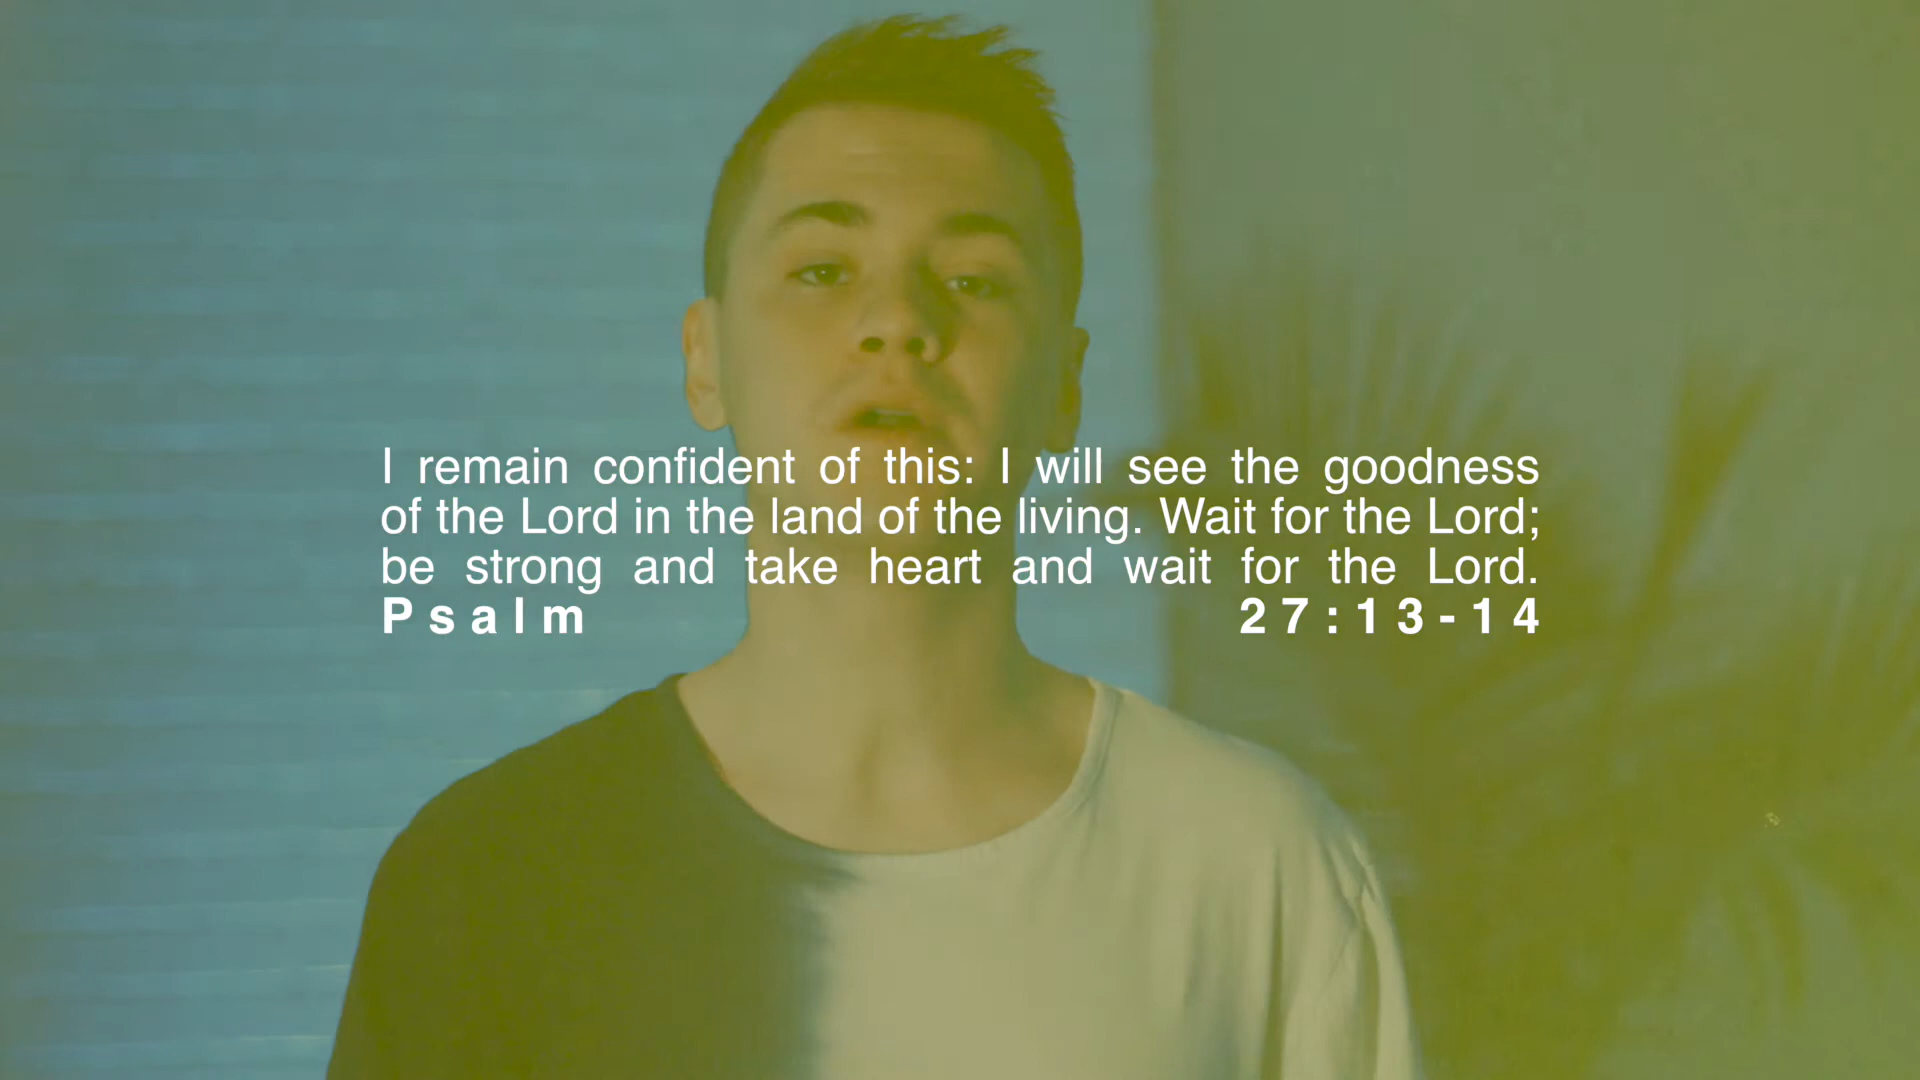 I remain confident of this: I will see the goodness
of the Lord in the land of the living. Wait for the Lord;
be strong and take heart and wait for the Lord.
Psalm 27:13-14